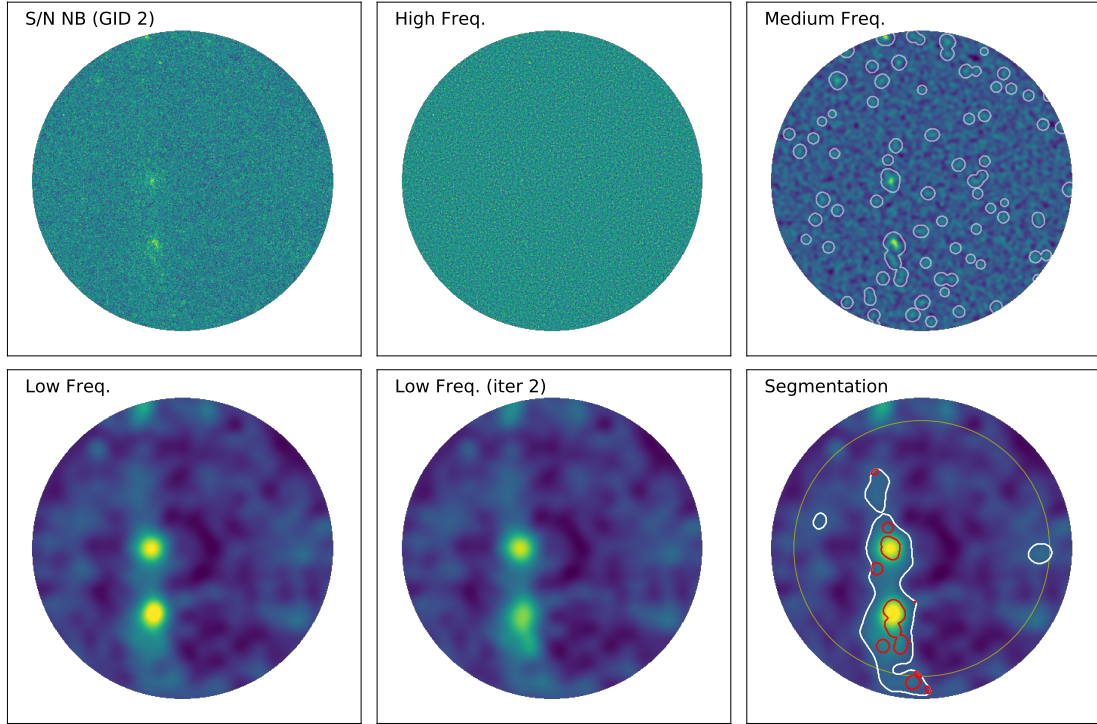 S/N NB (GID 2)
High Freq.
Medium Freq.
Low Freq.
Low Freq. (iter 2)
Segmentation